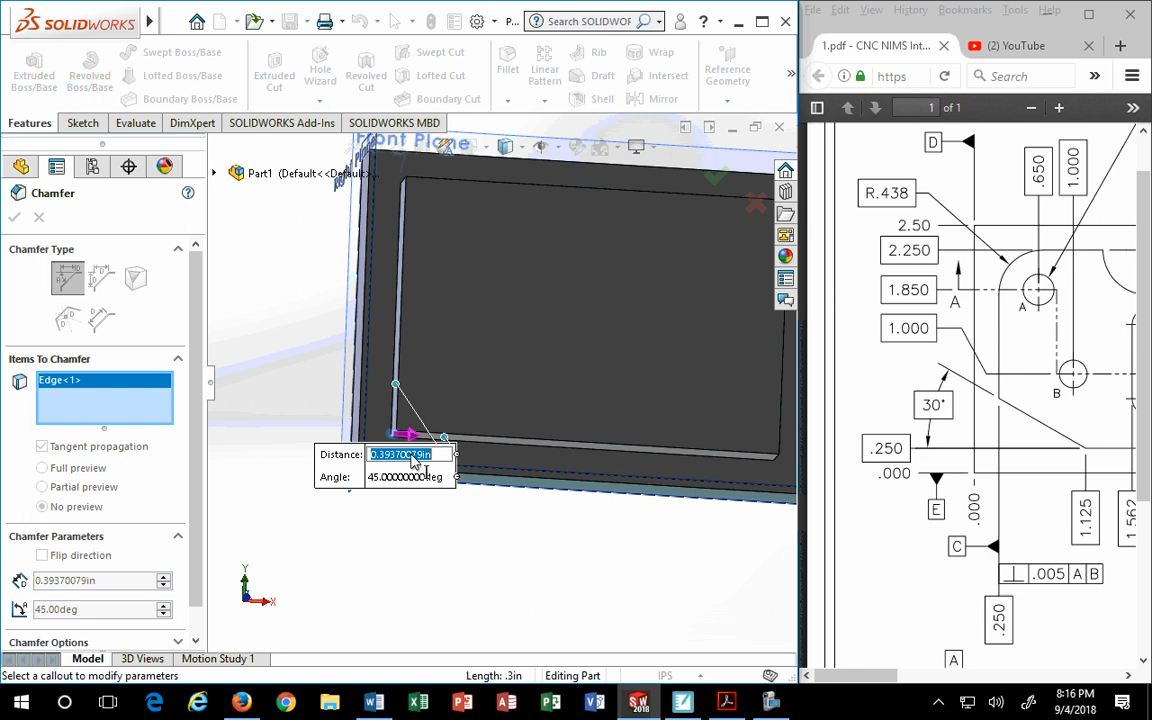 SOLIDWORKS
P...
Search SOLIDWOF
?
File Edit View History Bookmarks Tools Help
Extruded Boss/Base
Revolved Boss/Base
Swept Boss/Base
Lofted Boss/Base
Boundary Boss/Base
Extruded Cut
Hole Wizard
Revolved Cut
Swept Cut
Lofted Cut
Boundary Cut
Fillet
Linear Pattern
Rib
Draft
Shell
Wrap
Intersect
Mirror
Reference Geometry
Features
Sketch
Evaluate
DimXpert
SOLIDWORKS Add-Ins
SOLIDWORKS MBD
1.pdf - CNC NIMS Int...
(2) YouTube
https
Search
1 of 1
Chamfer
Chamfer Type
Items To Chamfer
Edge<1>
Tangent propagation
Full preview
Partial preview
No preview
Chamfer Parameters
Flip direction
0.39370079in
45.00deg
Chamfer Options
Front Plane
Part1 (Default<<Default>...
Distance: 0.39370079in
Angle: 45.00000000deg
Y
X
D
.650
1.000
R.438
2.50
2.250
1.850
A
A
1.000
B
30°
.250
.000
E
.000
1.125
1.562
C
.005 A B
.250
A
Model
3D Views
Motion Study 1
Select a callout to modify parameters
Length: .3in
Editing Part
IPS
8:16 PM
9/4/2018